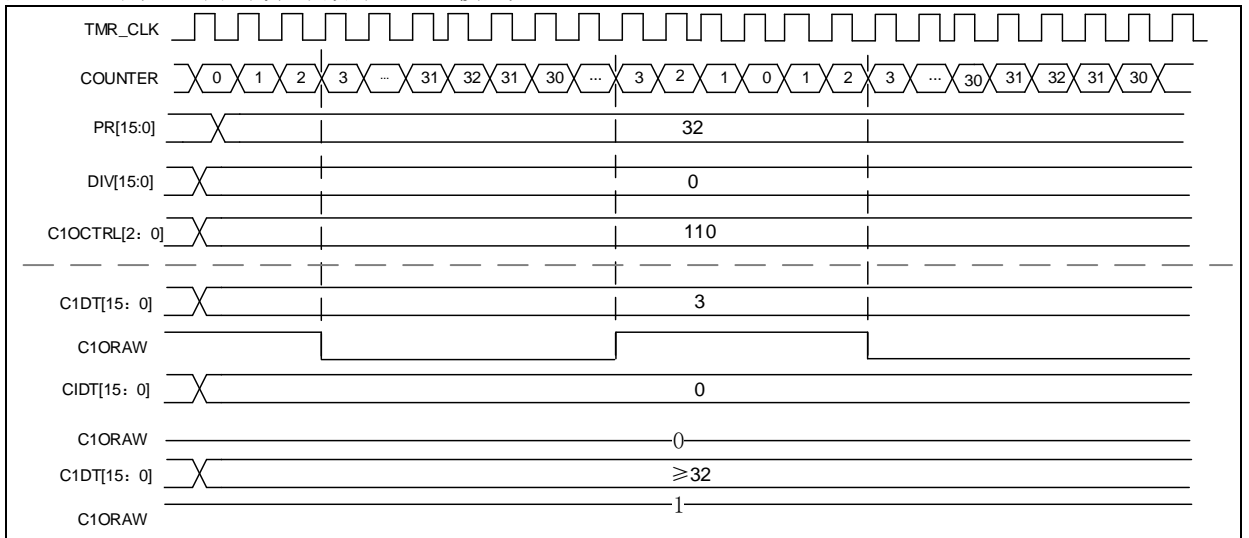 TMR_CLK
COUNTER 0 1 2 3 ... 31 32 31 30 ... 3 2 1 0 1 2 3 ... 30 31 32 31 30
PR[15:0] 32
DIV[15:0] 0
C1OCTRL[2：0] 110
C1DT[15：0] 3
C1ORAW
CIDT[15：0] 0
C1ORAW 0
C1DT[15：0] ≥32
C1ORAW 1